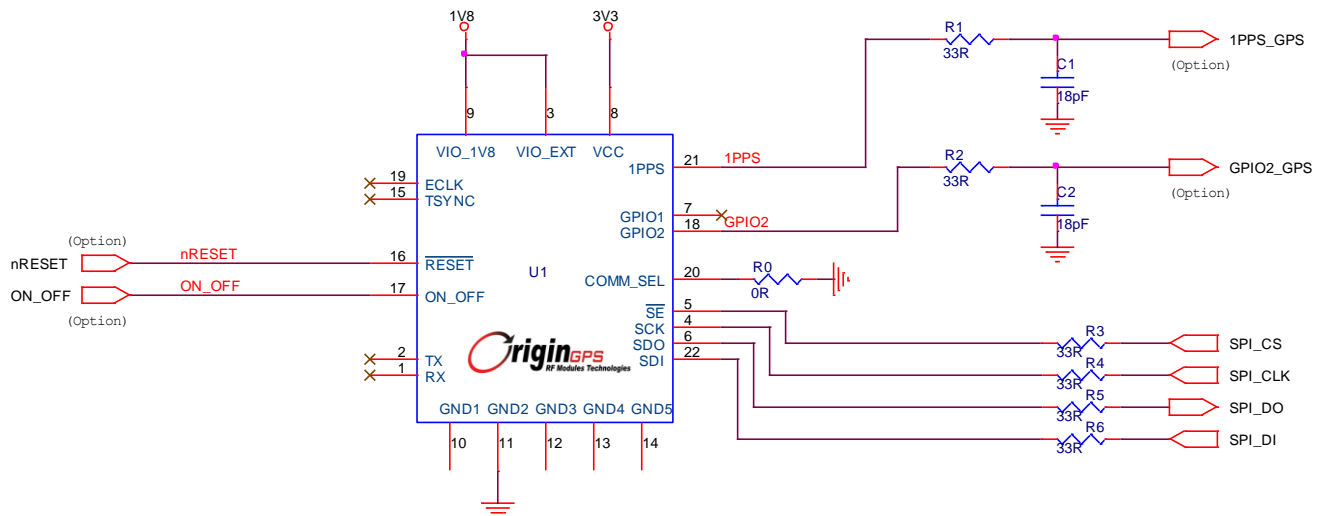 1V8
3V3
R1
33R
1PPS_GPS
(Option)
C1
18pF
9
3
8
VIO_1V8
VIO_EXT
VCC
1PPS
21
1PPS
R2
33R
GPIO2_GPS
(Option)
C2
18pF
19
ECLK
15
TSYNC
GPIO1
7
GPIO2
18
GPIO2
(Option)
nRESET
nRESET
16
RESET
ON_OFF
ON_OFF
17
ON_OFF
(Option)
U1
COMM_SEL
20
R0
0R
SE
5
SCK
4
SDO
6
SDI
22
R3
33R
SPI_CS
R4
33R
SPI_CLK
R5
33R
SPI_DO
R6
33R
SPI_DI
OriginGPS
RF Modules Technologies
2
TX
1
RX
GND1
GND2
GND3
GND4
GND5
10
11
12
13
14